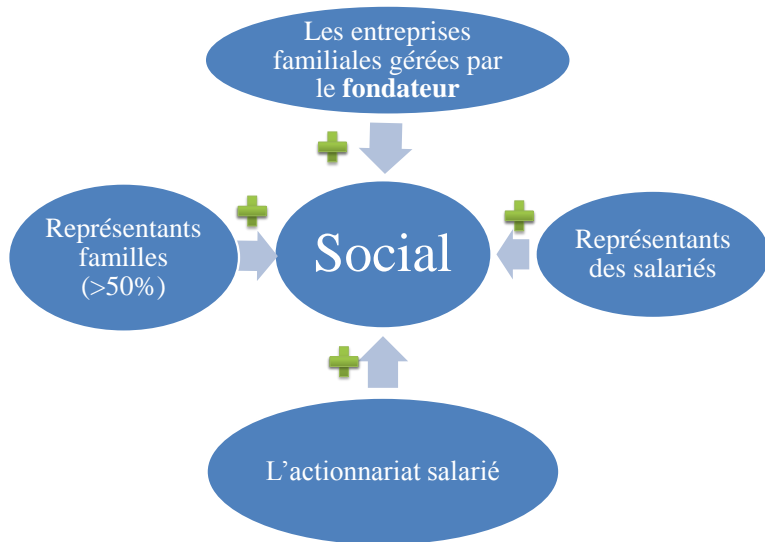 Les entreprises
familiales gérées par
le fondateur
Représentants
familles
(>50%)
Social
Représentants
des salariés
L'actionnariat salarié